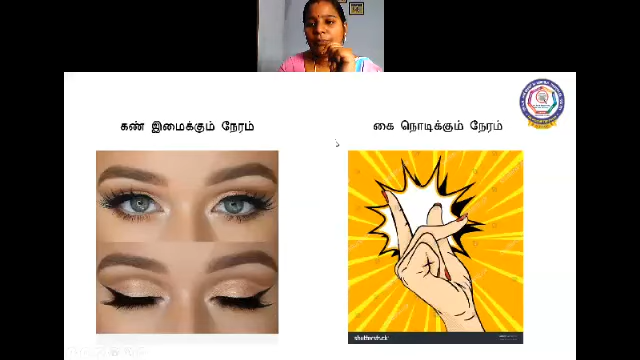 கண் இமைக்கும் நேரம்
கை நொடிக்கும் நேரம்
shutterstock